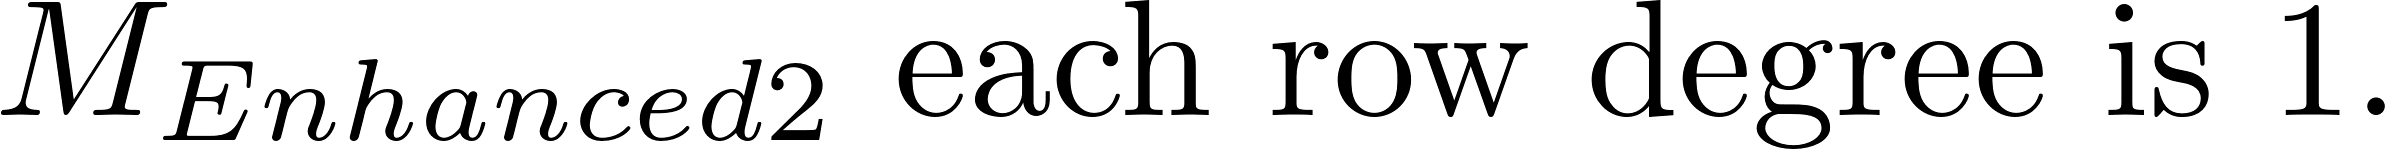 M_{Enhanced2} each row degree is 1.